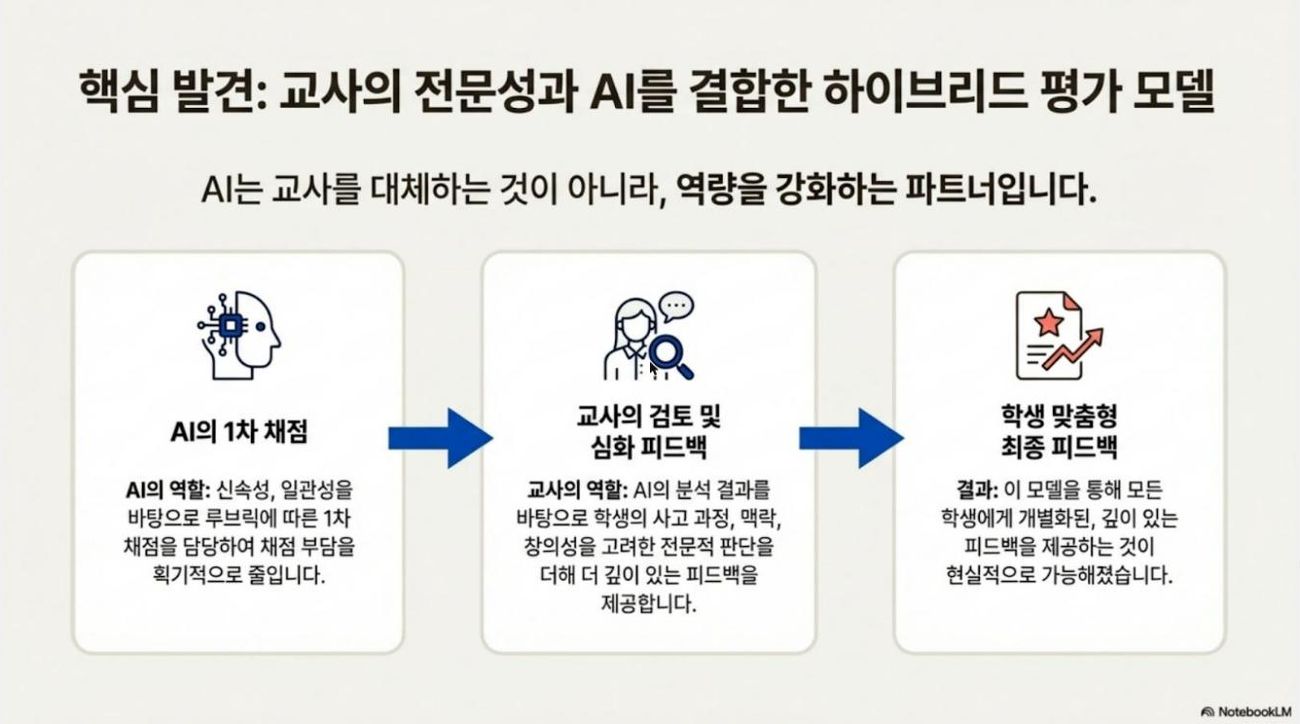 핵심 발견: 교사의 전문성과 AI를 결합한 하이브리드 평가 모델
AI는 교사를 대체하는 것이 아니라, 역량을 강화하는 파트너입니다.
AI의 1차 채점
AI의 역할: 신속성, 일관성을
바탕으로 루브릭에 따른 1차
채점을 담당하여 채점 부담을
획기적으로 줄입니다.
교사의 검토 및
심화 피드백
교사의 역할: AI의 분석 결과를
바탕으로 학생의 사고 과정, 맥락,
창의성을 고려한 전문적 판단을
더해 더 깊이 있는 피드백을
제공합니다.
학생 맞춤형
최종 피드백
결과: 이 모델을 통해 모든
학생에게 개별화된, 깊이 있는
피드백을 제공하는 것이
현실적으로 가능해졌습니다.
NotebookLM